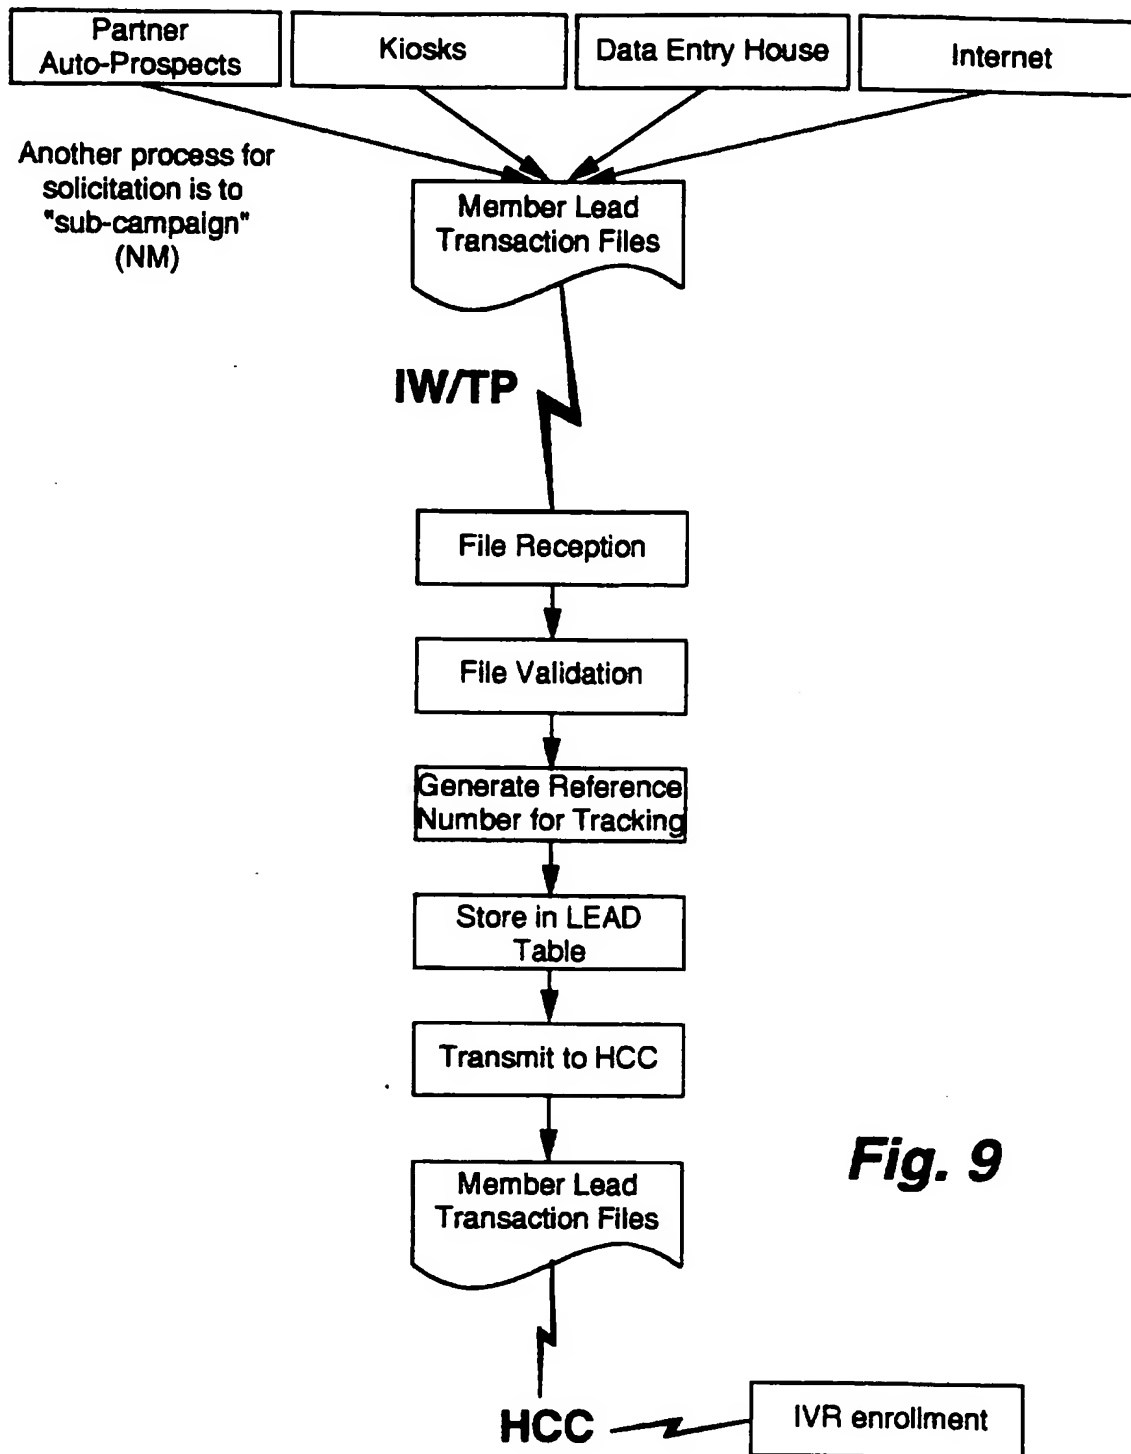 Partner
Auto-Prospects
Kiosks
Data Entry House
Internet
Another process for
solicitation is to
"sub-campaign"
(NM)
Member Lead
Transaction Files
IW/TP
File Reception
File Validation
Generate Reference
Number for Tracking
Store in LEAD
Table
Transmit to HCC
Member Lead
Transaction Files
Fig. 9
HCC
IVR enrollment